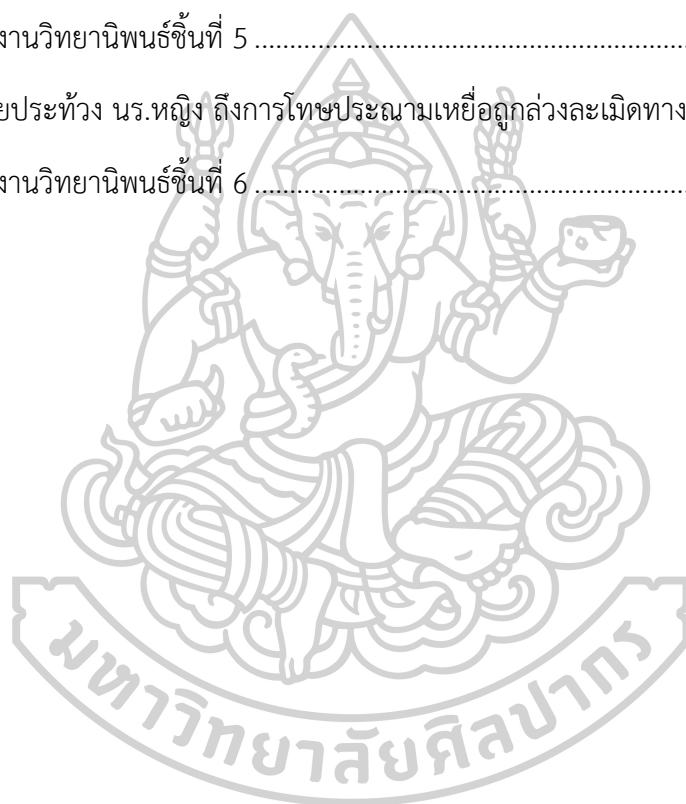 งานวิทยานิพนธ์ชิ้นที่ 5 ................................................................
ยประท้วง นร.หญิง ถึงการโทษประณามเหยื่อถูกล่วงละเมิดทาง
งานวิทยานิพนธ์ชิ้นที่ 6 ................................................................
มหาวิทยาลัยศิลปากร